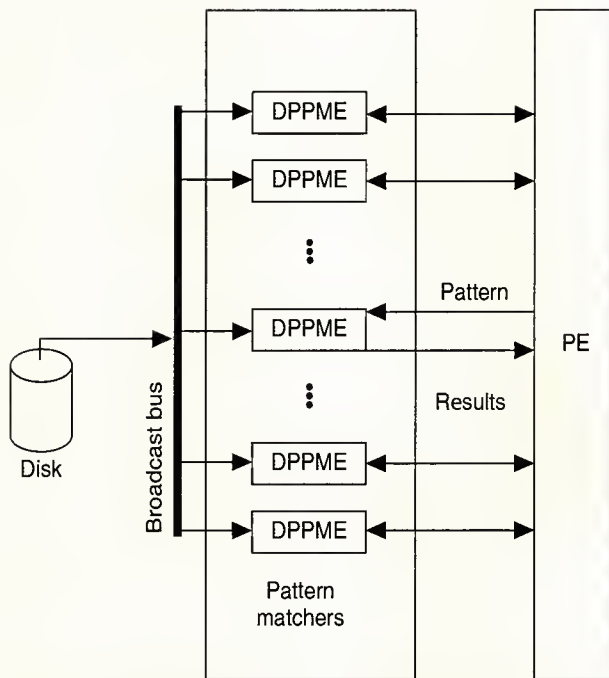 DPPME
DPPME
Pattern
DPPME
PE
Results
Broadcast bus
Disk
DPPME
DPPME
Pattern
matchers